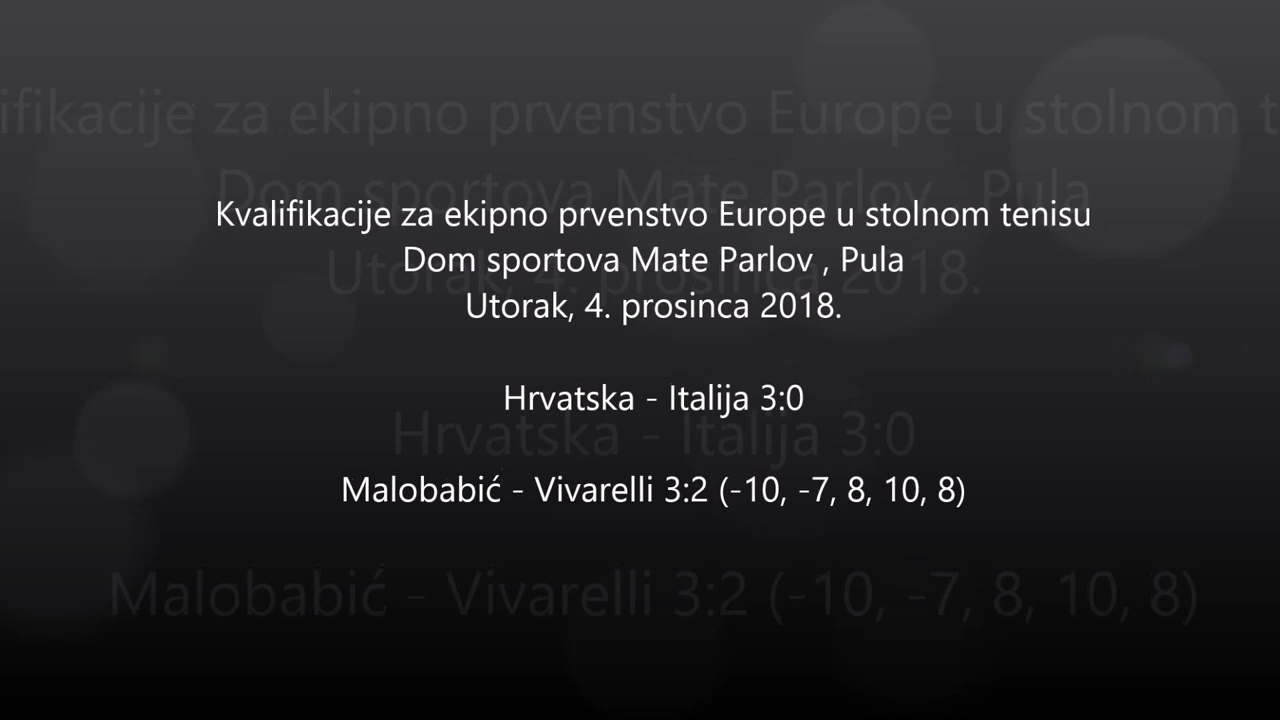 Kvalifikacije za ekipno prvenstvo Europe u stolnom tenisu
Dom sportova Mate Parlov , Pula
Utorak, 4. prosinca 2018.
Hrvatska - Italija 3:0
Malobabić - Vivarelli 3:2 (-10, -7, 8, 10, 8)